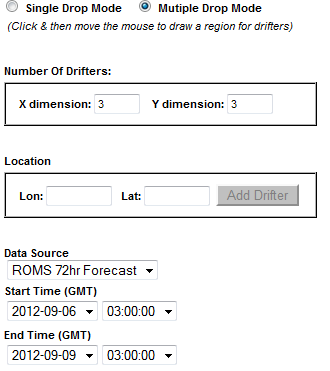 Single Drop Mode Mutiple Drop Mode
(Click & then move the mouse to draw a region for drifters)
Number Of Drifters:
X dimension: 3 Y dimension: 3
Location
Lon: Lat: Add Drifter
Data Source
ROMS 72hr Forecast
Start Time (GMT)
2012-09-06 03:00:00
End Time (GMT)
2012-09-09 03:00:00